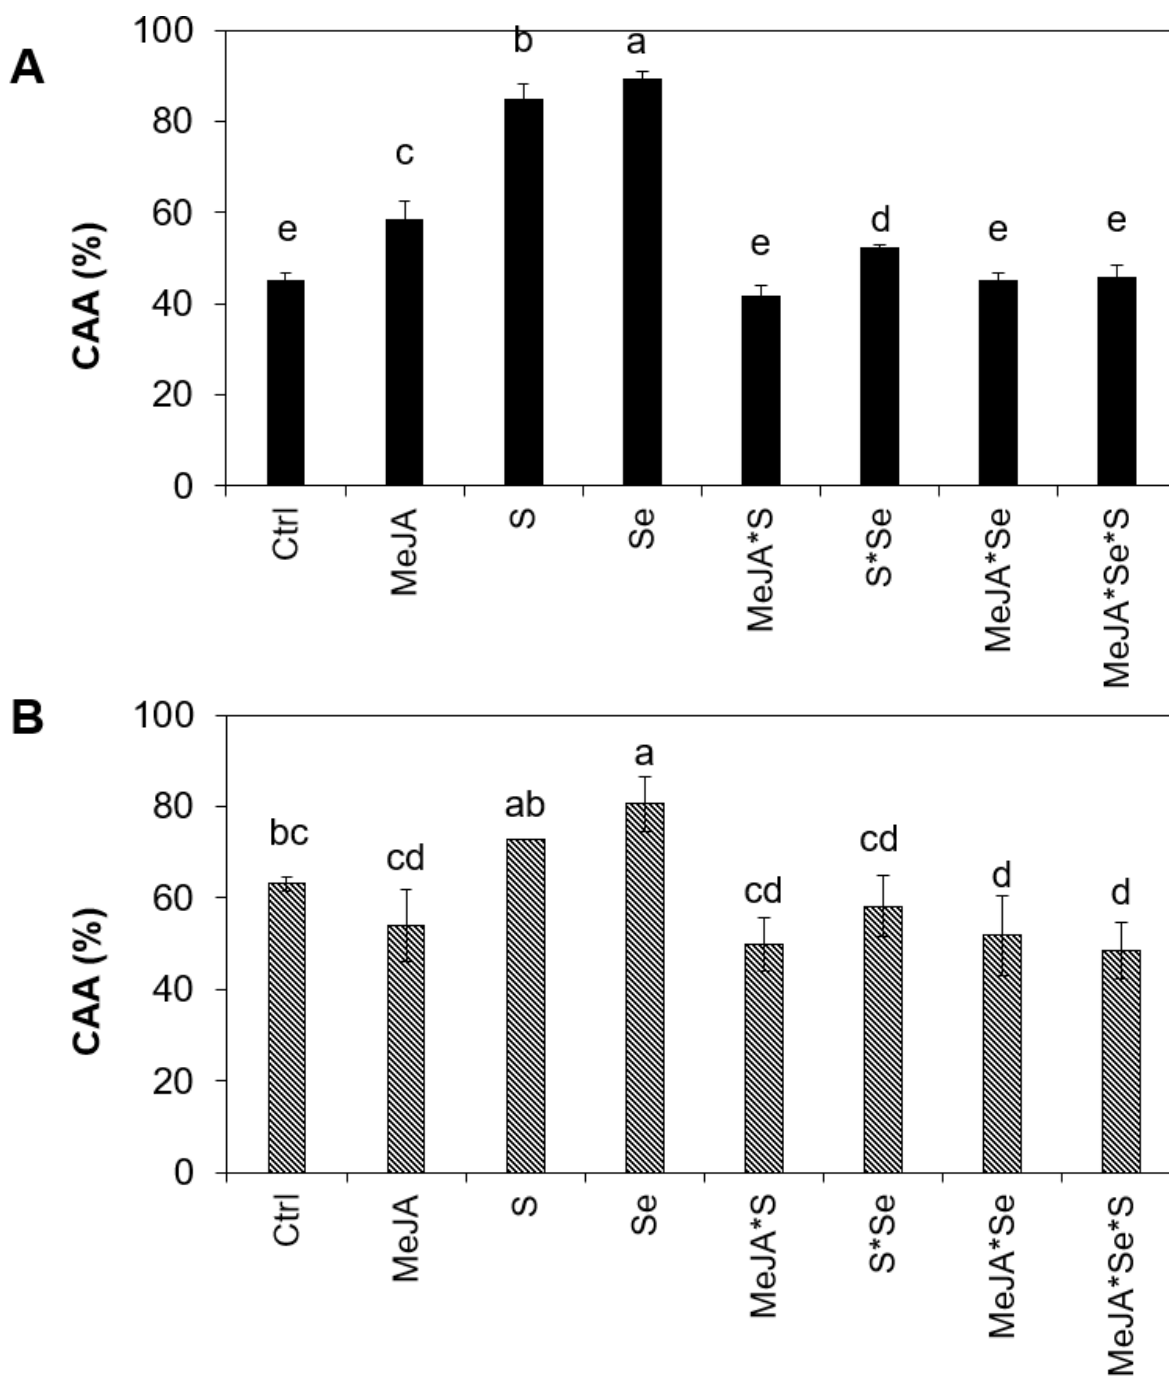 A
CAA (%)
100
80
60
40
20
0
e
c
b
a
e
d
e
e
Ctrl
MeJA
S
Se
MeJA*S
S*Se
MeJA*Se
MeJA*Se*S
B
CAA (%)
100
80
60
40
20
0
bc
cd
ab
a
cd
cd
d
d
Ctrl
MeJA
S
Se
MeJA*S
S*Se
MeJA*Se
MeJA*Se*S